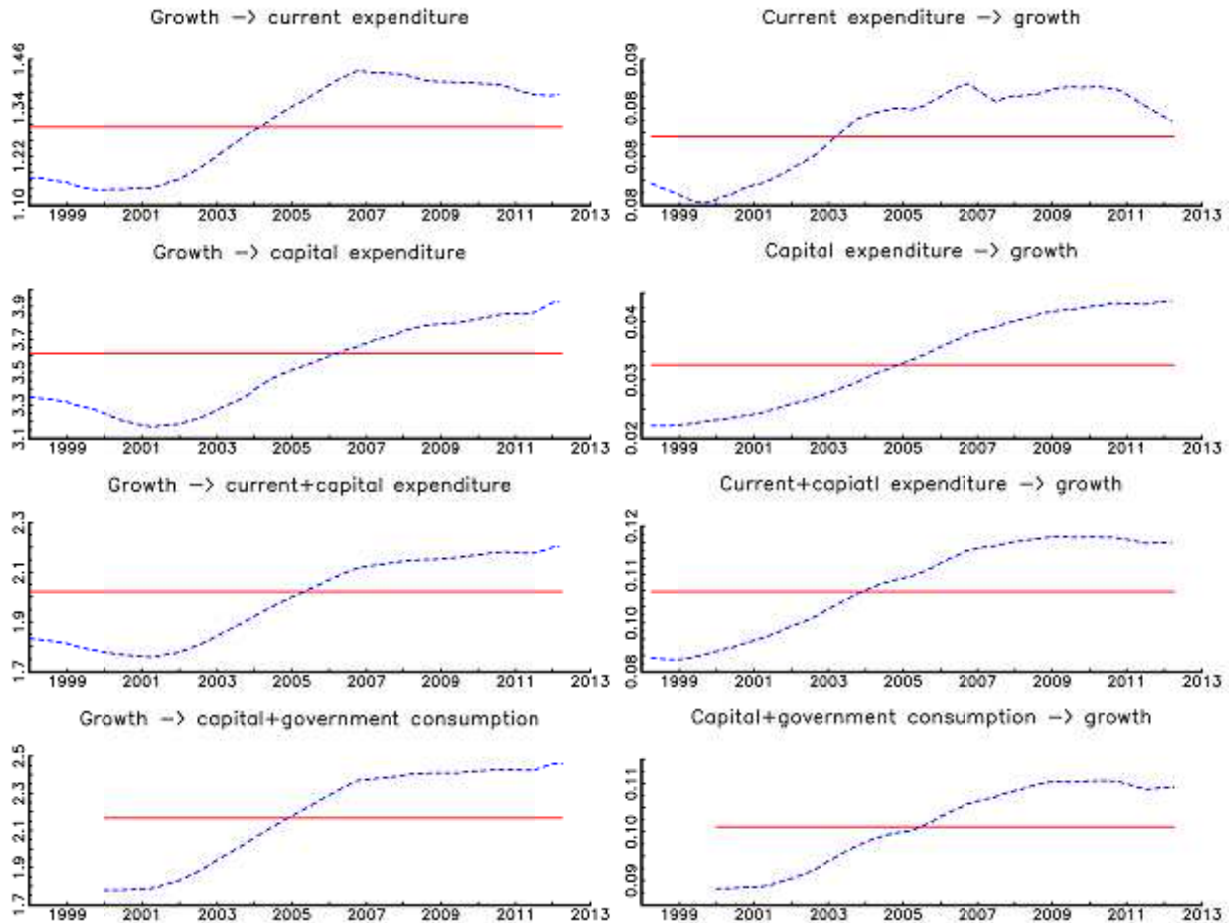 Growth -> current expenditure
Current expenditure -> growth
1.46
1.34
1.22
1.10
1999 2001 2003 2005 2007 2009 2011 2013
0.09
0.08
0.08
0.08
1999 2001 2003 2005 2007 2009 2011 2013
Growth -> capital expenditure
Capital expenditure -> growth
3.9
3.7
3.5
3.3
3.1
1999 2001 2003 2005 2007 2009 2011 2013
0.04
0.03
0.02
1999 2001 2003 2005 2007 2009 2011 2013
Growth -> current+capital expenditure
Current+capiatl expenditure -> growth
2.3
2.1
1.9
1.7
1999 2001 2003 2005 2007 2009 2011 2013
0.12
0.11
0.10
0.08
1999 2001 2003 2005 2007 2009 2011 2013
Growth -> capital+government consumption
Capital+government consumption -> growth
2.5
2.3
2.1
1.9
1.7
1999 2001 2003 2005 2007 2009 2011 2013
0.11
0.10
0.09
1999 2001 2003 2005 2007 2009 2011 2013